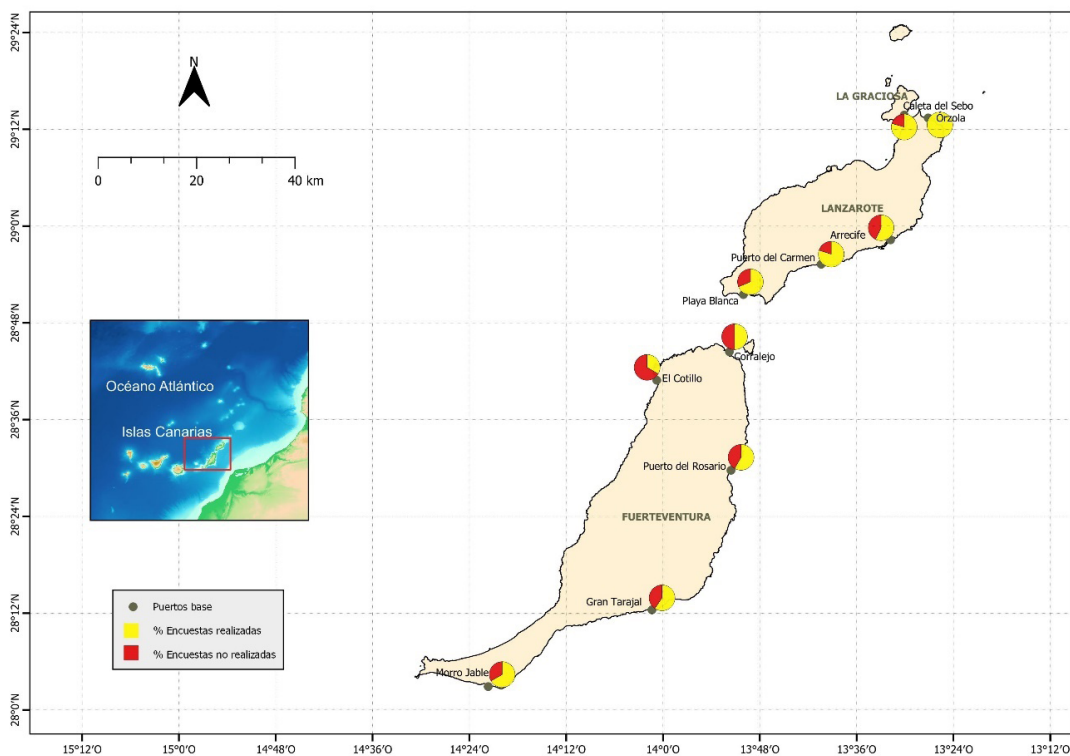 N
0 20 40 km
LA GRACIOSA
Caleta del Sebo
Órzola
LANZAROTE
Arrecife
Puerto del Carmen
Playa Blanca
Corralejo
El Cotillo
Puerto del Rosario
FUERTEVENTURA
Gran Tarajal
Morro Jable
Océano Atlántico
Islas Canarias
Puertos base
% Encuestas realizadas
% Encuestas no realizadas
29°24'N
29°12'N
29°0'N
28°48'N
28°36'N
28°24'N
28°12'N
28°0'N
15°12'O 15°0'O 14°48'O 14°36'O 14°24'O 14°12'O 14°0'O 13°48'O 13°36'O 13°24'O 13°12'O